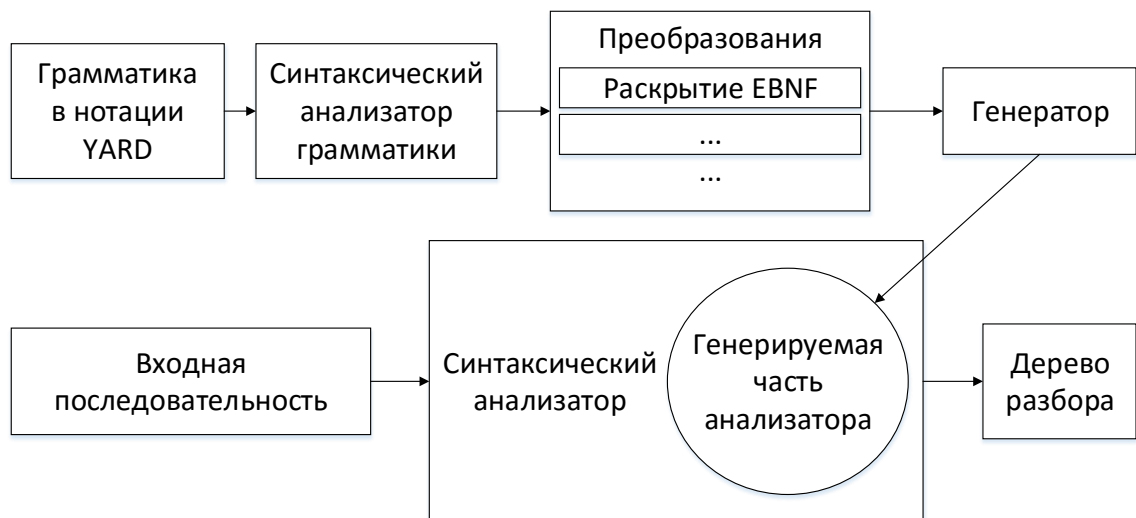 Грамматика
в нотации
YARD
Синтаксический
анализатор
грамматики
Преобразования
Раскрытие EBNF
...
...
Генератор
Входная
последовательность
Синтаксический
анализатор
Генерируемая
часть
анализатора
Дерево
разбора